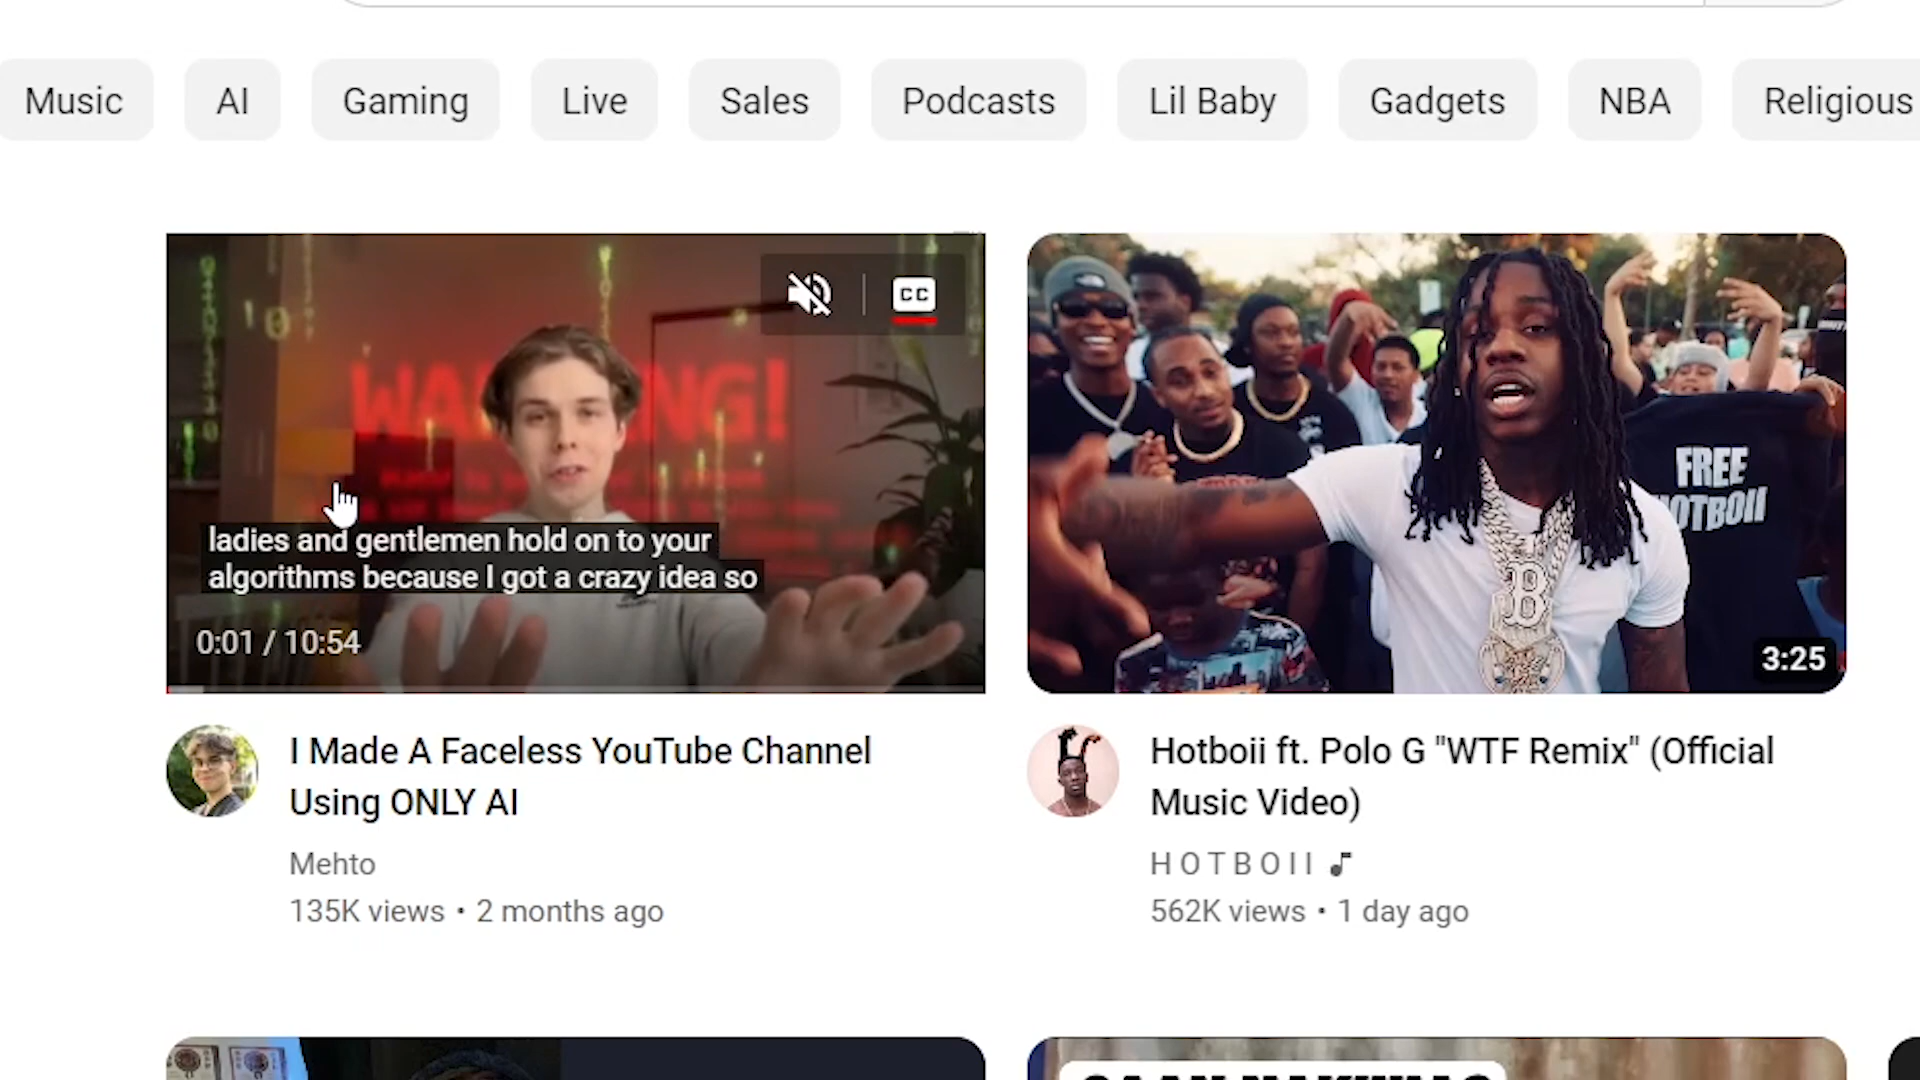 Music AI Gaming Live Sales Podcasts Lil Baby Gadgets NBA Religious
WARNING!
CC
ladies and gentlemen hold on to your
algorithms because I got a crazy idea so
0:01 / 10:54
FREE
HOTBOII
3:25
I Made A Faceless YouTube Channel
Using ONLY AI
Mehto
135K views • 2 months ago
Hotboii ft. Polo G "WTF Remix" (Official
Music Video)
H O T B O I I
562K views • 1 day ago